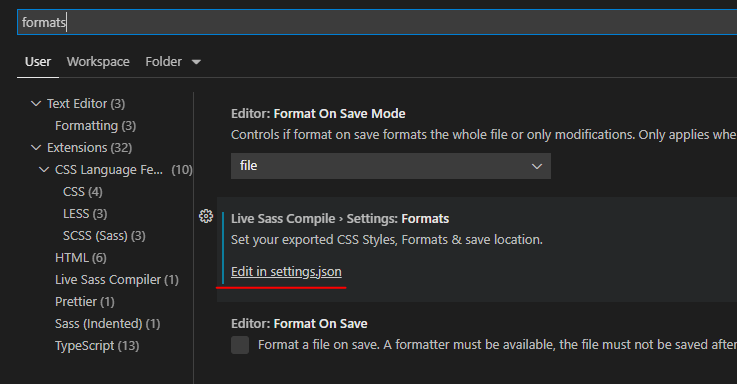 formats
User Workspace Folder
Text Editor (3)
Formatting (3)
Extensions (32)
CSS Language Fe... (10)
CSS (4)
LESS (3)
SCSS (Sass) (3)
HTML (6)
Live Sass Compiler (1)
Prettier (1)
Sass (Indented) (1)
TypeScript (13)
Editor: Format On Save Mode
Controls if format on save formats the whole file or only modifications. Only applies whe
file
Live Sass Compile › Settings: Formats
Set your exported CSS Styles, Formats & save location.
Edit in settings.json
Editor: Format On Save
Format a file on save. A formatter must be available, the file must not be saved after